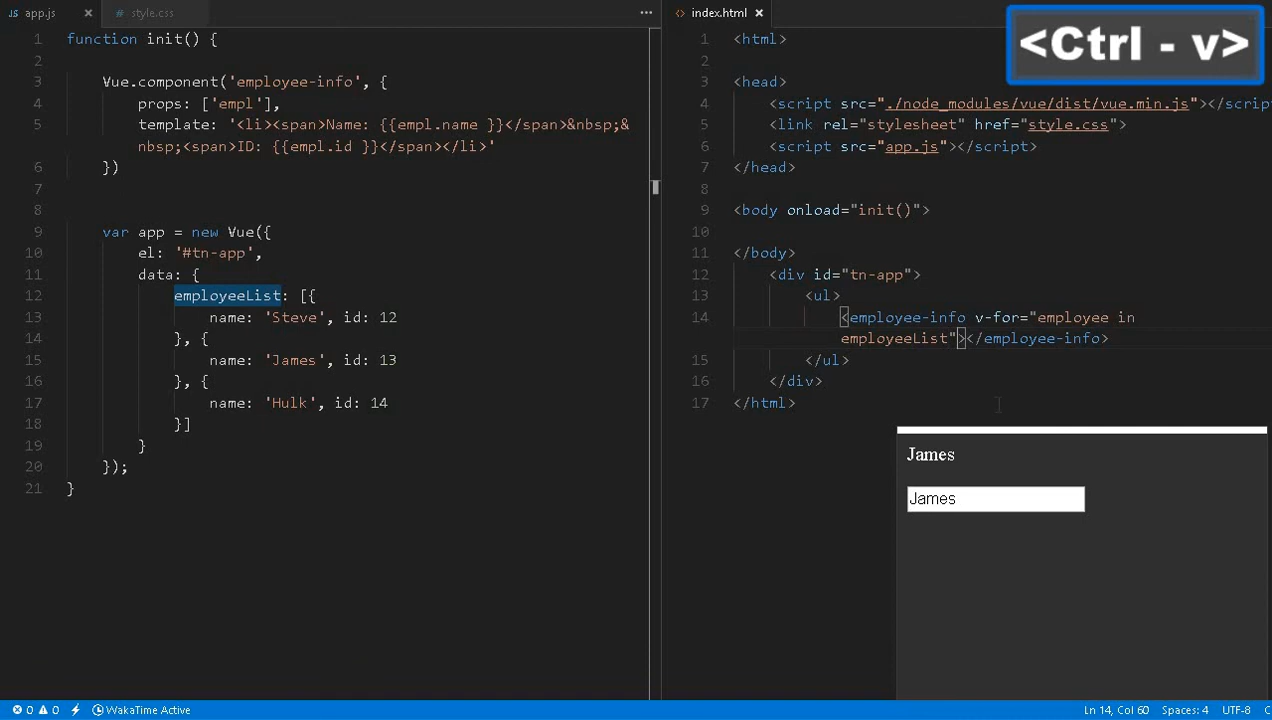 app.js
style.css
index.html
<Ctrl - v>
1 function init() {
2
3 Vue.component('employee-info', {
4 props: ['empl'],
5 template: '<li><span>Name: {{empl.name }}</span>&nbsp;&
nbsp;<span>ID: {{empl.id }}</span></li>'
6 })
7
8
9 var app = new Vue({
10 el: '#tn-app',
11 data: {
12 employeeList: [{
13 name: 'Steve', id: 12
14 }, {
15 name: 'James', id: 13
16 }, {
17 name: 'Hulk', id: 14
18 }]
19 }
20 });
21 }
1 <html>
2
3 <head>
4 <script src="./node_modules/vue/dist/vue.min.js"></scrip
5 <link rel="stylesheet" href="style.css">
6 <script src="app.js"></script>
7 </head>
8
9 <body onload="init()">
10
11 </body>
12 <div id="tn-app">
13 <ul>
14 <employee-info v-for="employee in
employeeList"></employee-info>
15 </ul>
16 </div>
17 </html>
James
James
0 0 WakaTime Active
Ln 14, Col 60 Spaces: 4 UTF-8 C